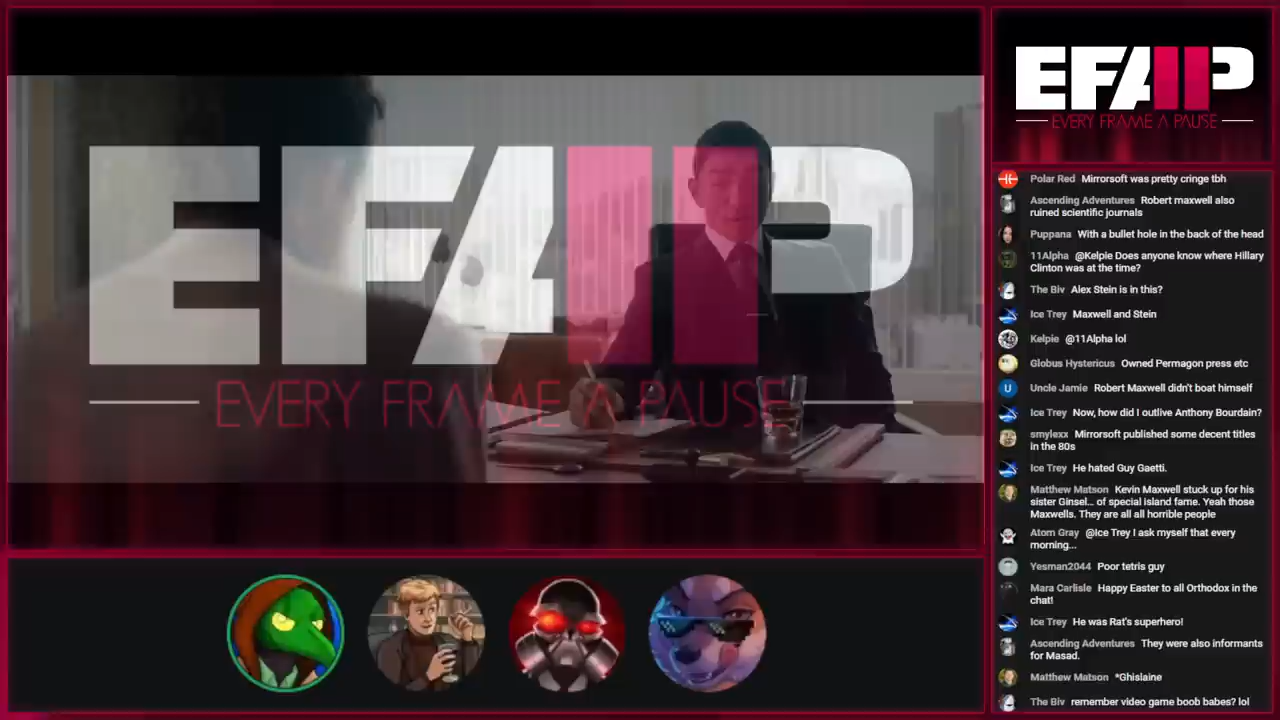 EFAP
EVERY FRAME A PAUSE
EFAP
EVERY FRAME A PAUSE
Polar Red Mirrorsoft was pretty cringe tbh
Ascending Adventures Robert maxwell also
ruined scientific journals
Puppana With a bullet hole in the back of the head
11Alpha @Kelpie Does anyone know where Hillary
Clinton was at the time?
The Biv Alex Stein is in this?
Ice Trey Maxwell and Stein
Kelpie @11Alpha lol
Globus Hystericus Owned Permagon press etc
U
Uncle Jamie Robert Maxwell didn't boat himself
Ice Trey Now, how did I outlive Anthony Bourdain?
smylexx Mirrorsoft published some decent titles
in the 80s
Ice Trey He hated Guy Gaetti.
Matthew Matson Kevin Maxwell stuck up for his
sister Ginsel... of special island fame. Yeah those
Maxwells. They are all all horrible people
Atom Gray @Ice Trey I ask myself that every
morning...
Yesman2044 Poor tetris guy
Mara Carlisle Happy Easter to all Orthodox in the
chat!
Ice Trey He was Rat's superhero!
Ascending Adventures They were also informants
for Masad.
Matthew Matson *Ghislaine
The Biv remember video game boob babes? lol